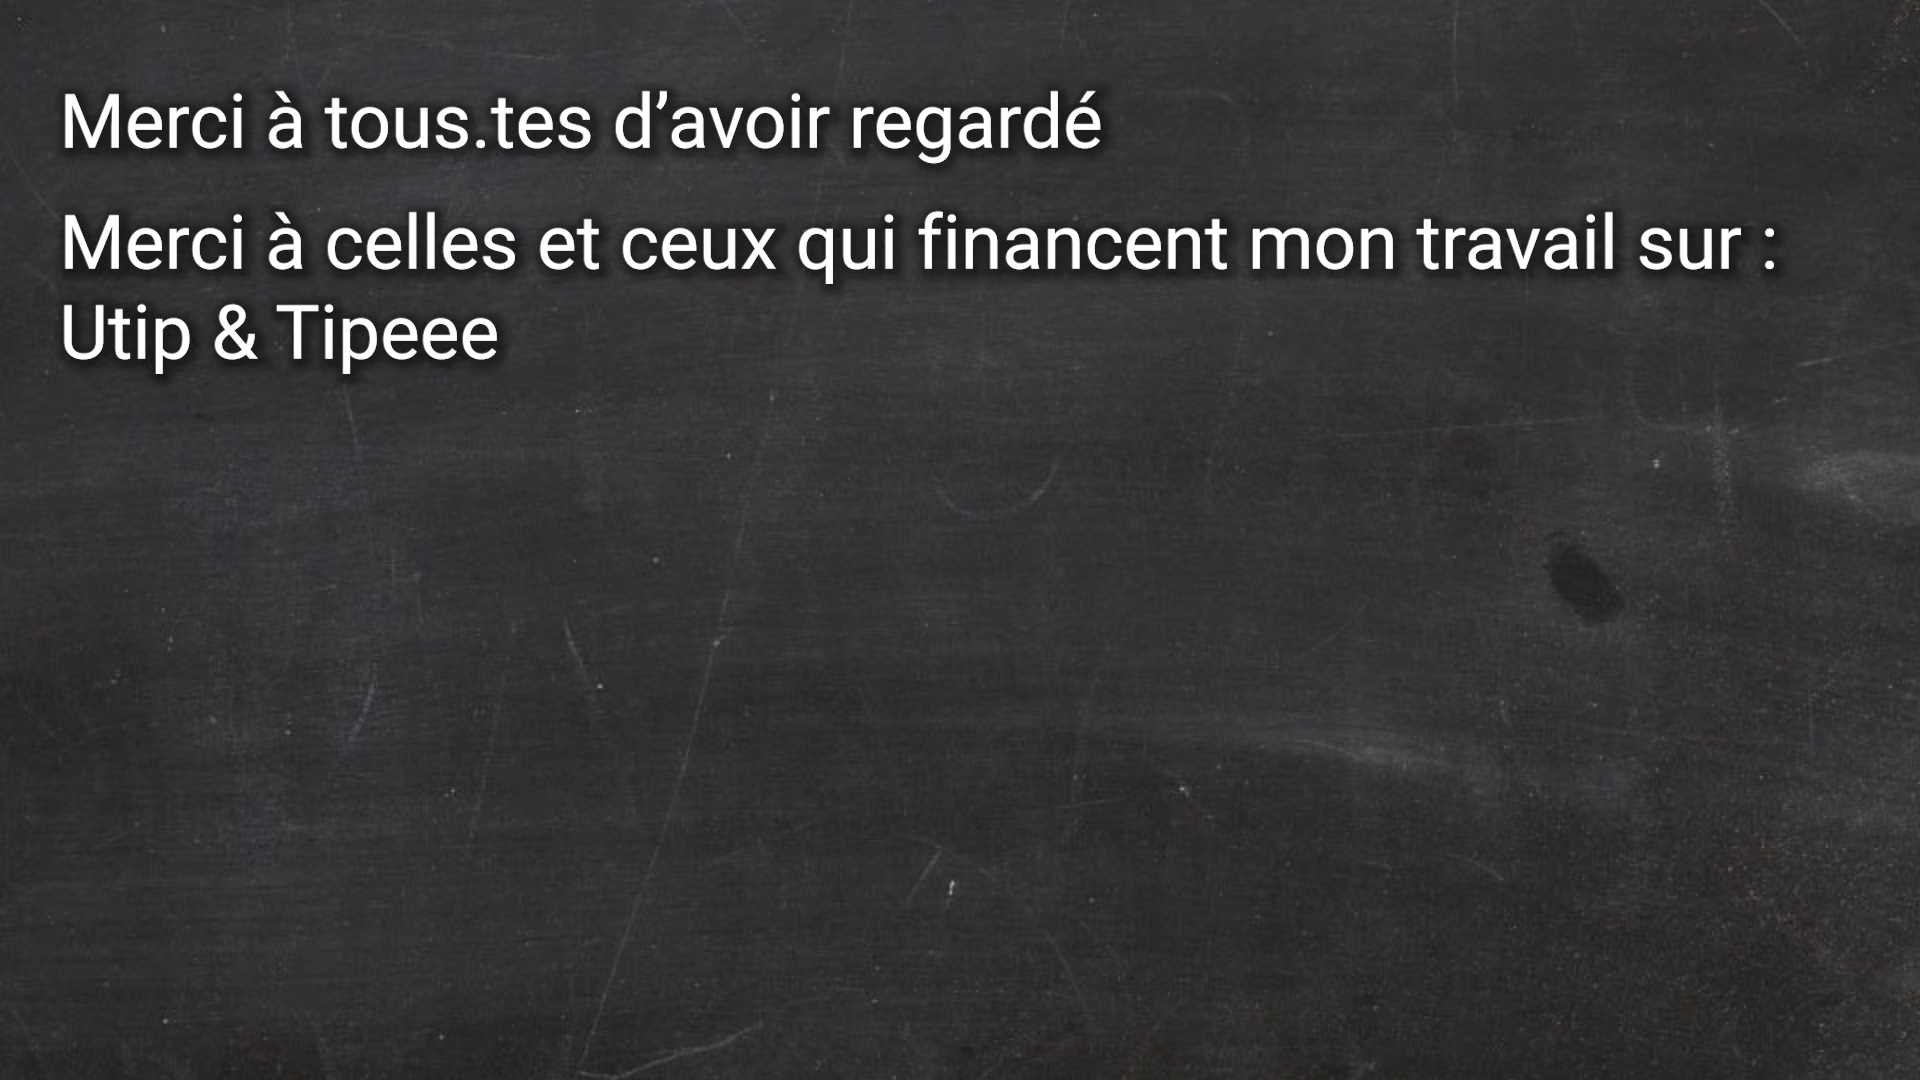 Merci à tous.tes d’avoir regardé
Merci à celles et ceux qui financent mon travail sur :
Utip & Tipeee